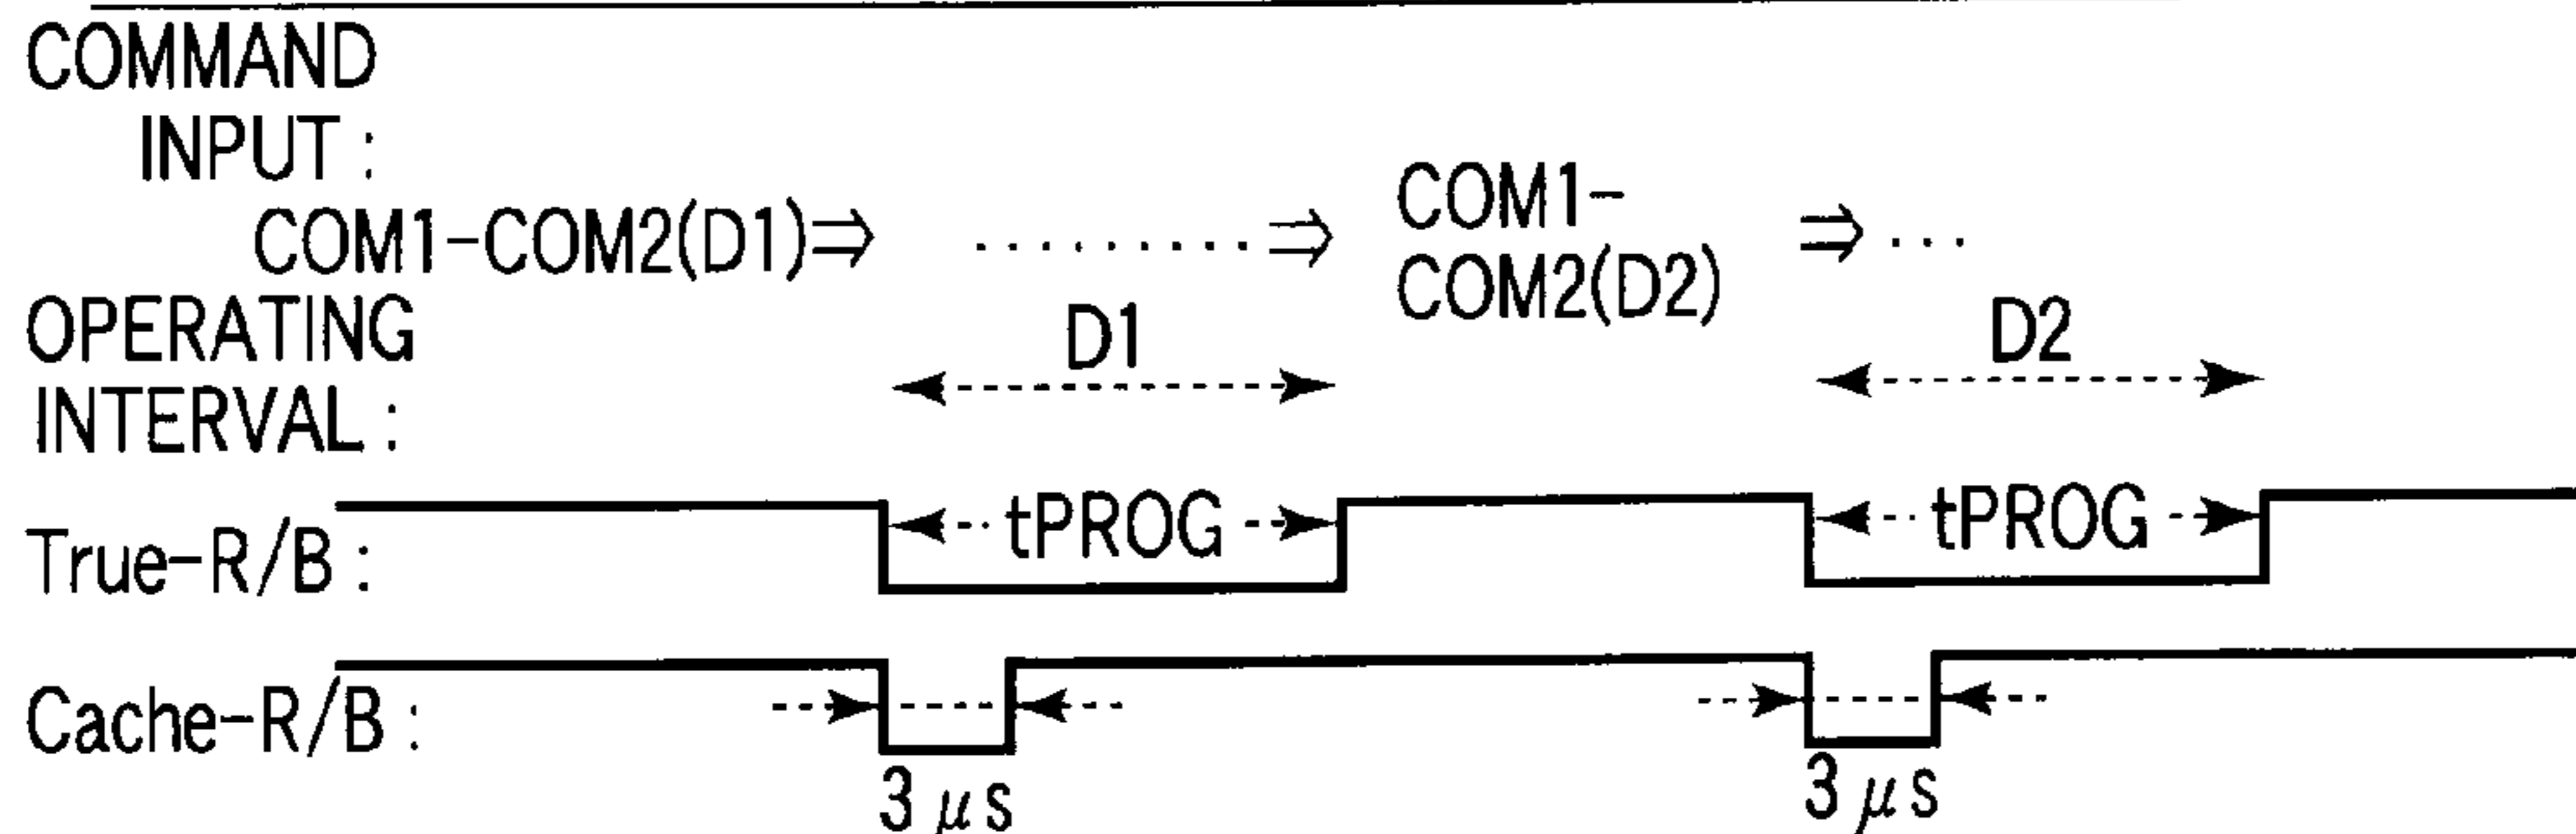 COMMAND
INPUT :
COM1-COM2(D1)⇒ ․․․․․․․․․⇒ COM1-
COM2(D2) ⇒ ․․․
OPERATING
INTERVAL :
D1 D2
True-R/B : tPROG tPROG
Cache-R/B :
3 μs 3 μs